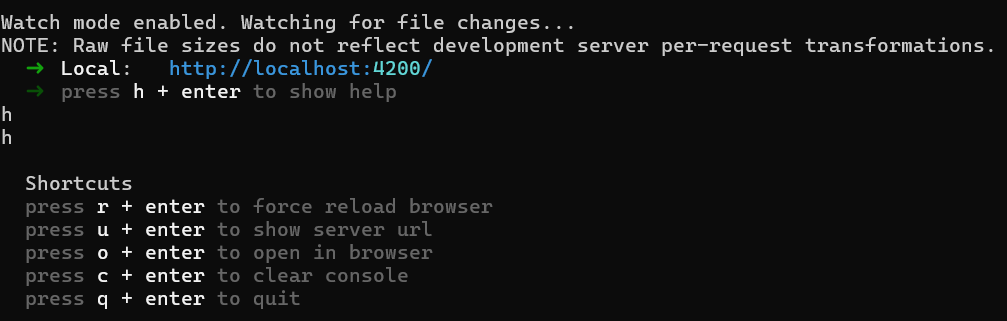 Watch mode enabled. Watching for file changes...
NOTE: Raw file sizes do not reflect development server per-request transformations.
➜ Local: http://localhost:4200/
➜ press h + enter to show help
h
h
Shortcuts
press r + enter to force reload browser
press u + enter to show server url
press o + enter to open in browser
press c + enter to clear console
press q + enter to quit